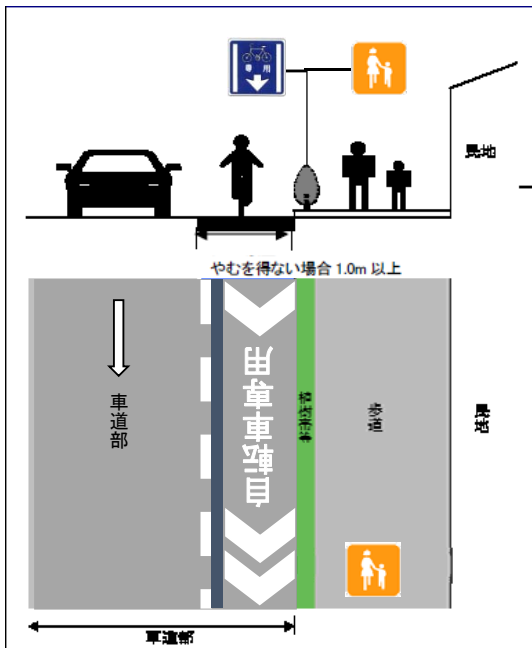 専用
民地
やむを得ない場合 1.0m 以上
車道部
自転車専用
植樹帯等
歩道
民地
車道部